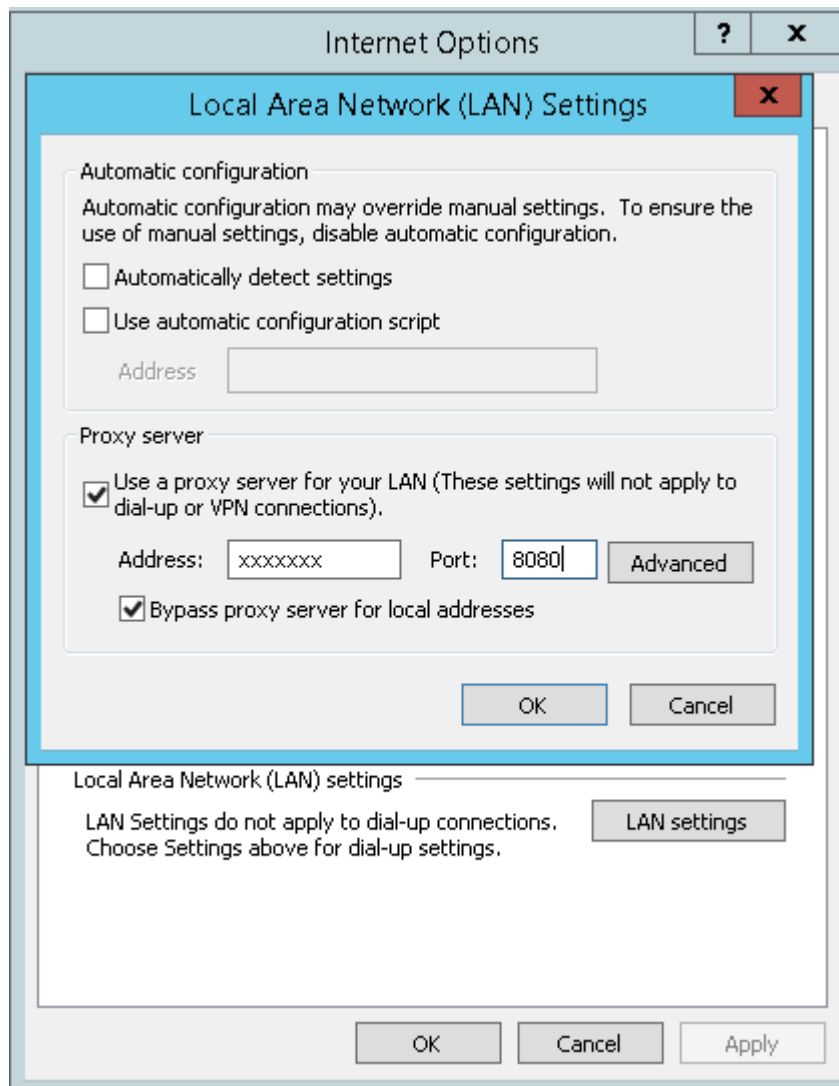 Internet Options
? x
Local Area Network (LAN) Settings
x
Automatic configuration
Automatic configuration may override manual settings. To ensure the
use of manual settings, disable automatic configuration.
Automatically detect settings
Use automatic configuration script
Address
Proxy server
Use a proxy server for your LAN (These settings will not apply to
dial-up or VPN connections).
Address: xxxxxxx Port: 8080 Advanced
Bypass proxy server for local addresses
OK Cancel
Local Area Network (LAN) settings
LAN Settings do not apply to dial-up connections.
Choose Settings above for dial-up settings.
LAN settings
OK Cancel Apply